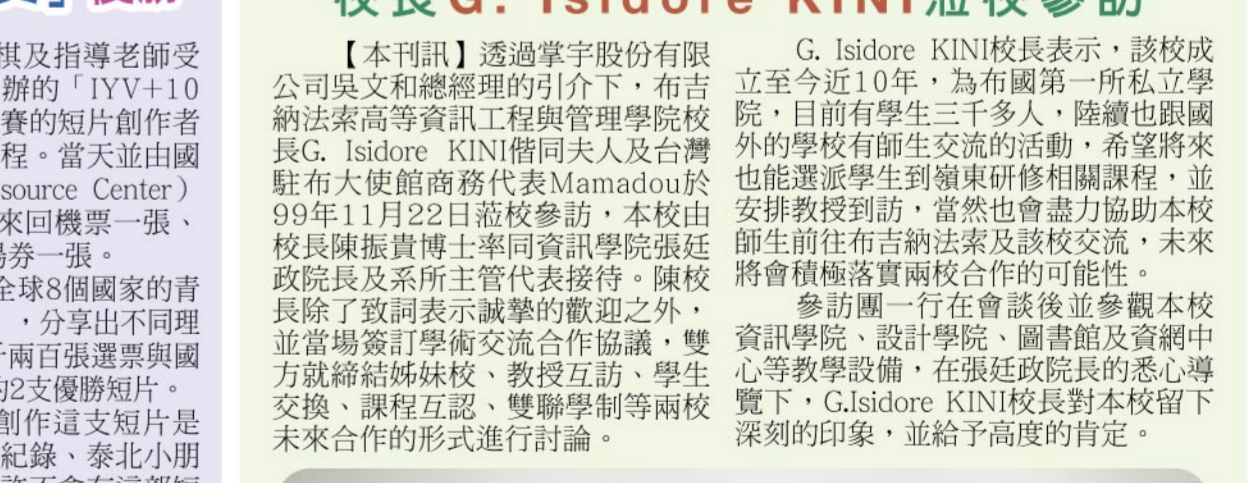 棋及指導老師受
辦的「IYV+10
賽的短片創作者
程。當天並由國
source Center）
來回機票一張、
券一張。
全球8個國家的青
，分享出不同理
兩百張選票與國
的2支優勝短片。
創作這支短片是
紀錄、泰北小朋
校長G. Isidore KINI蒞校參訪
【本刊訊】透過掌宇股份有限
公司吳文和總經理的引介下，布吉
納法索高等資訊工程與管理學院校
長G. Isidore KINI偕同夫人及台灣
駐布大使館商務代表Mamadou於
99年11月22日蒞校參訪，本校由
校長陳振貴博士率同資訊學院張廷
政院長及系所主管代表接待。陳校
長除了致詞表示誠摯的歡迎之外，
並當場簽訂學術交流合作協議，雙
方就締結姊妹校、教授互訪、學生
交換、課程互認、雙聯學制等兩校
未來合作的形式進行討論。
G. Isidore KINI校長表示，該校成
立至今近10年，為布國第一所私立學
院，目前有學生三千多人，陸續也跟國
外的學校有師生交流的活動，希望將來
也能選派學生到嶺東研修相關課程，並
安排教授到訪，當然也會盡力協助本校
師生前往布吉納法索及該校交流，未來
將會積極落實兩校合作的可能性。
參訪團一行在會談後並參觀本校
資訊學院、設計學院、圖書館及資網中
心等教學設備，在張廷政院長的悉心導
覽下，G.Isidore KINI校長對本校留下
深刻的印象，並給予高度的肯定。